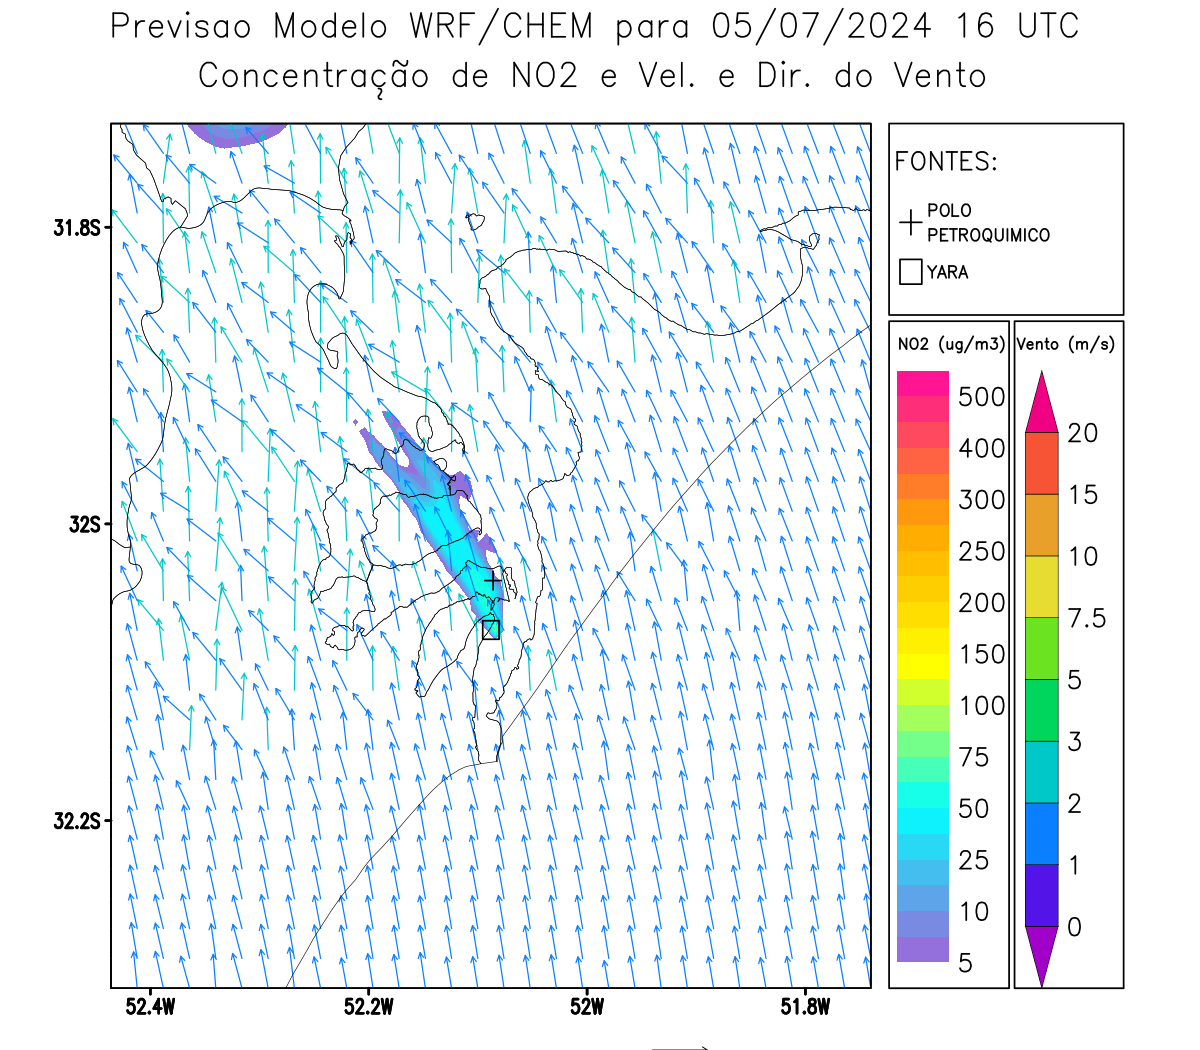 Previsao Modelo WRF/CHEM para 05/07/2024 16 UTC
Concentração de NO2 e Vel. e Dir. do Vento
FONTES:
POLO
PETROQUIMICO
YARA
NO2 (ug/m3)
500
400
300
250
200
150
100
75
50
25
10
5
Vento (m/s)
20
15
10
7.5
5
3
2
1
0
31.8S
32S
32.2S
52.4W
52.2W
52W
51.8W